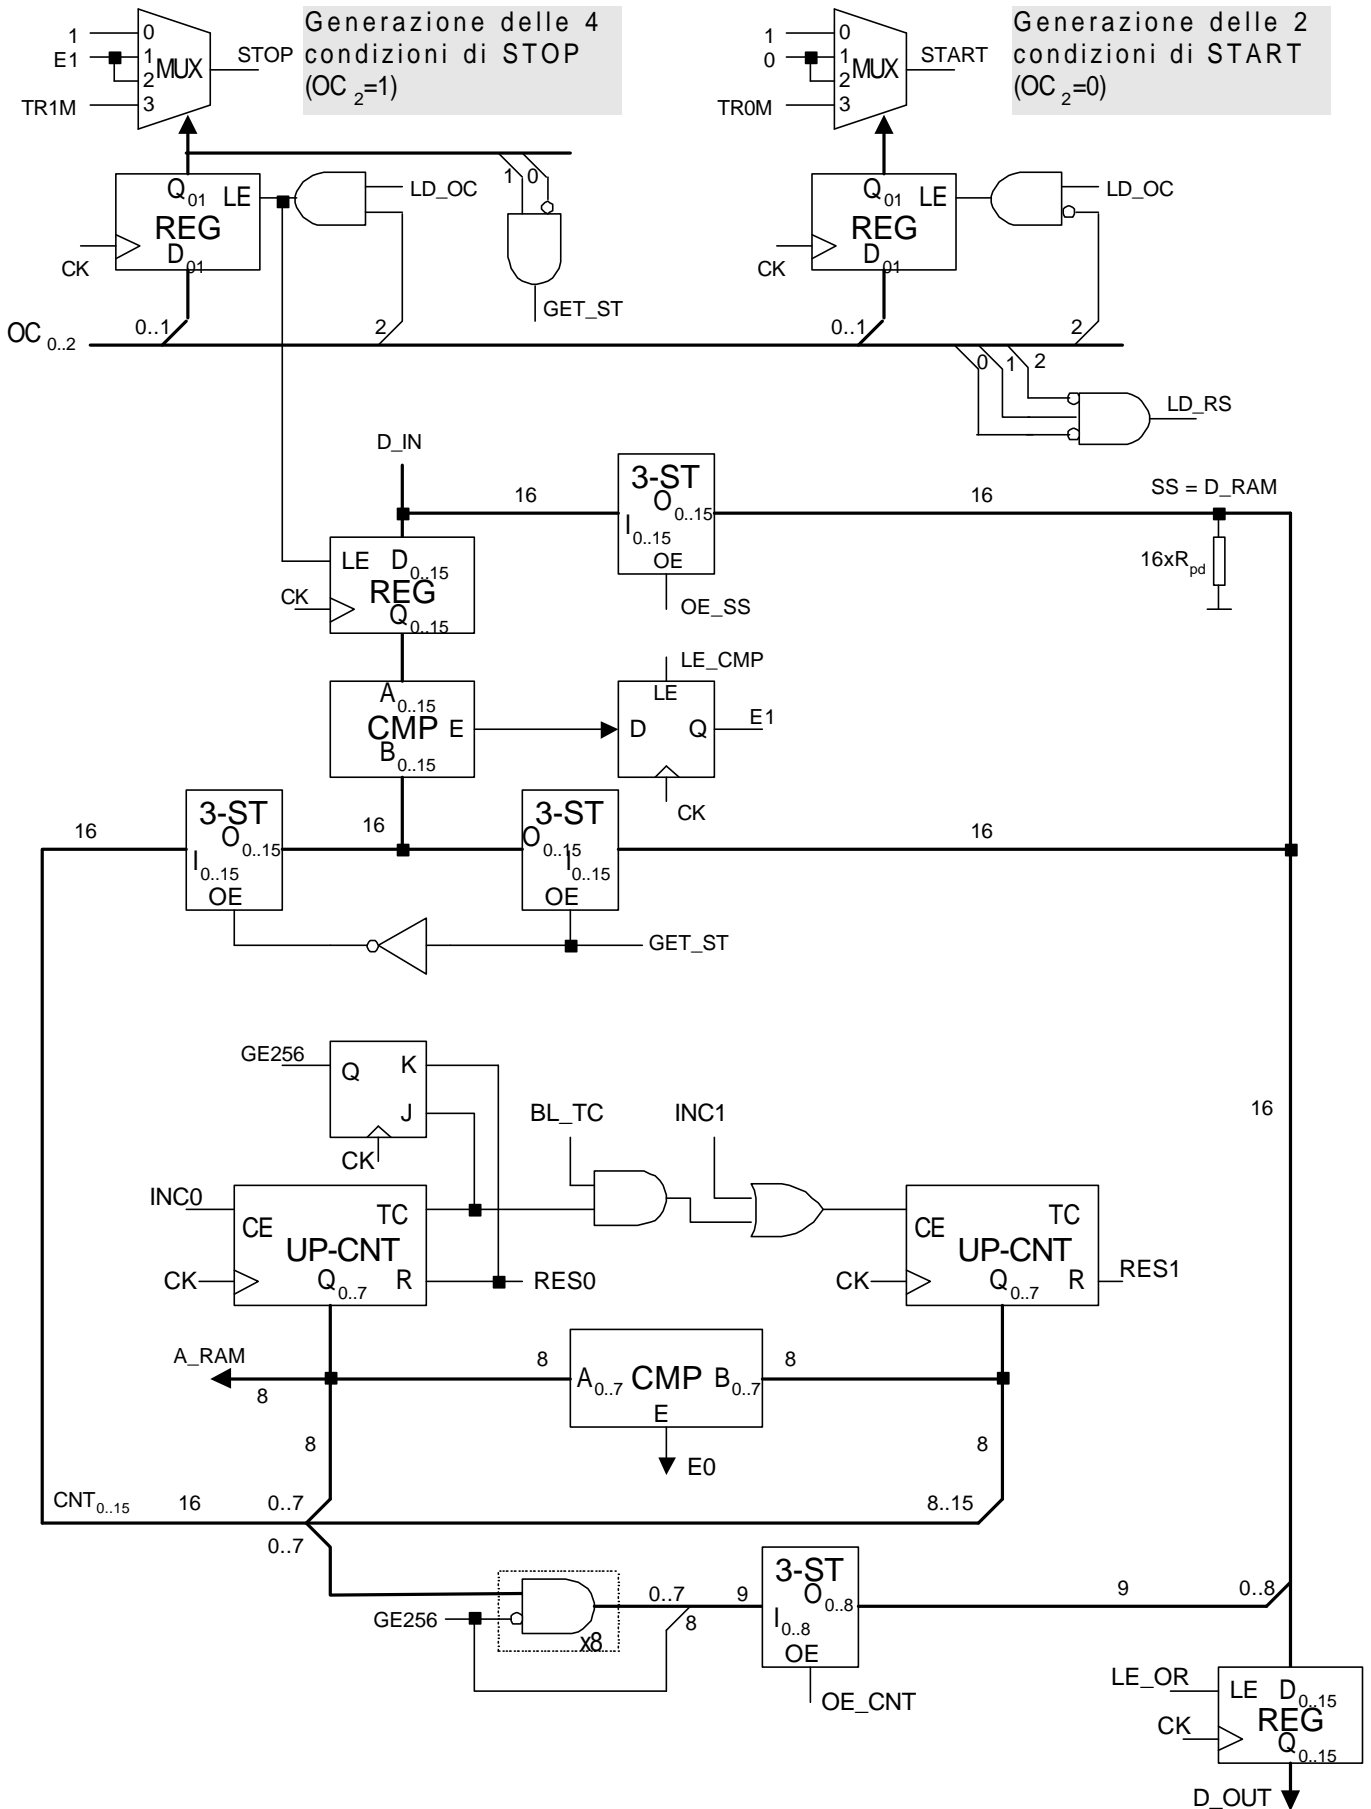 Generazione delle 4
condizioni di STOP
(OC 2=1)
1
E1
TR1M
0
1
2
3
MUX
STOP
Generazione delle 2
condizioni di START
(OC 2=0)
1
0
TR0M
0
1
2
3
MUX
START
Q01 LE
REG
D01
CK
LD_OC
1 0
GET_ST
Q01 LE
REG
D01
CK
LD_OC
OC 0..2
0..1
2
0..1
2
0 1 2
LD_RS
D_IN
16
3-ST
O0..15
I0..15
OE
OE_SS
16
SS = D_RAM
16xRpd
LE D0..15
REG
Q0..15
CK
A0..15
CMP E
B0..15
LE_CMP
LE
D Q
E1
CK
16
3-ST
O0..15
I0..15
OE
16
3-ST
O0..15
I0..15
OE
16
GET_ST
GE256
Q K
J
CK
BL_TC
INC1
16
INC0
CE TC
UP-CNT
Q0..7 R
CK
RES0
CE TC
UP-CNT
Q0..7 R
CK
RES1
A_RAM
8
8
A0..7 CMP B0..7
E
8
E0
8
8
CNT0..15
16
0..7
8..15
0..7
GE256
x8
0..7
8
9
3-ST
O0..8
I0..8
OE
OE_CNT
9
0..8
LE_OR
LE D0..15
REG
Q0..15
CK
D_OUT